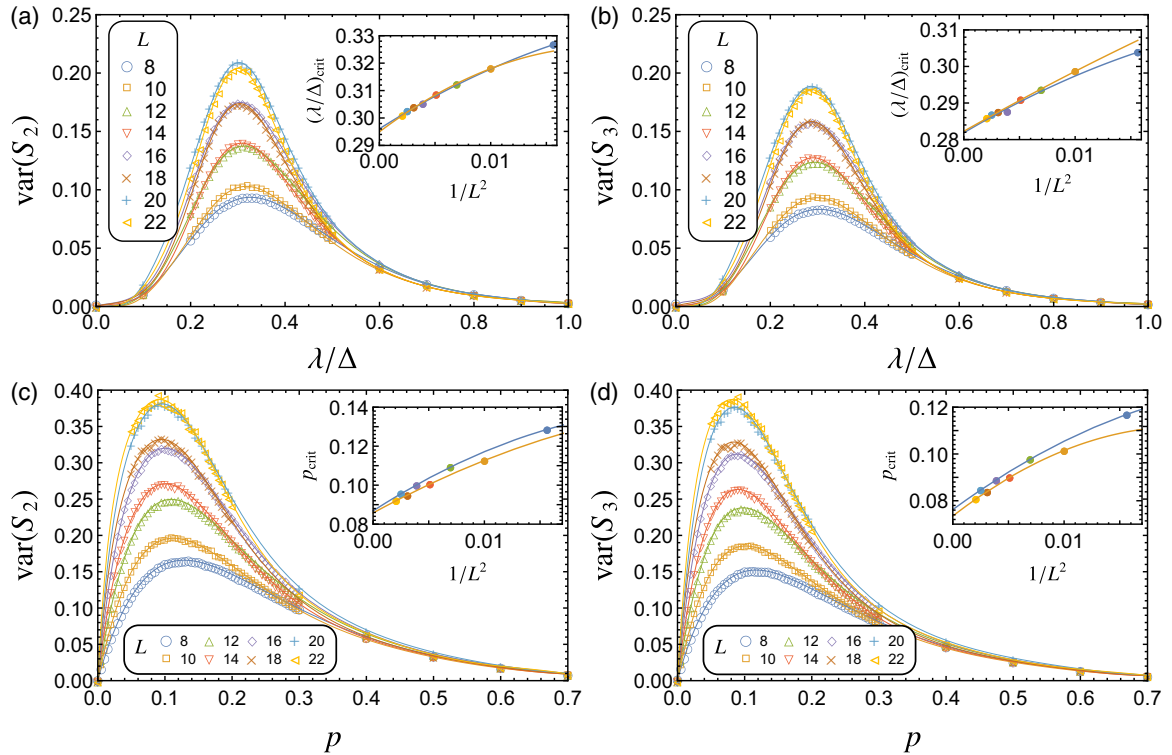 (a)
L
8
10
12
14
16
18
20
22
var(S₂)
0.20
0.15
0.10
0.05
0.00
0.0 0.2 0.4 0.6 0.8 1.0
λ/Δ
(λ/Δ)crit
0.33
0.32
0.31
0.30
0.29
0.00 0.01
1/L²
(b)
L
8
10
12
14
16
18
20
22
var(S₃)
0.25
0.20
0.15
0.10
0.05
0.00
0.0 0.2 0.4 0.6 0.8 1.0
λ/Δ
(λ/Δ)crit
0.31
0.30
0.29
0.28
0.00 0.01
1/L²
(c)
var(S₂)
0.40
0.35
0.30
0.25
0.20
0.15
0.10
0.05
0.00
0.0 0.1 0.2 0.3 0.4 0.5 0.6 0.7
p
pcrit
0.14
0.12
0.10
0.08
0.00 0.01
1/L²
L
8 12 16 20
10 14 18 22
(d)
var(S₃)
0.40
0.35
0.30
0.25
0.20
0.15
0.10
0.05
0.00
0.0 0.1 0.2 0.3 0.4 0.5 0.6 0.7
p
pcrit
0.12
0.10
0.08
0.00 0.01
1/L²
L
8 12 16 20
10 14 18 22